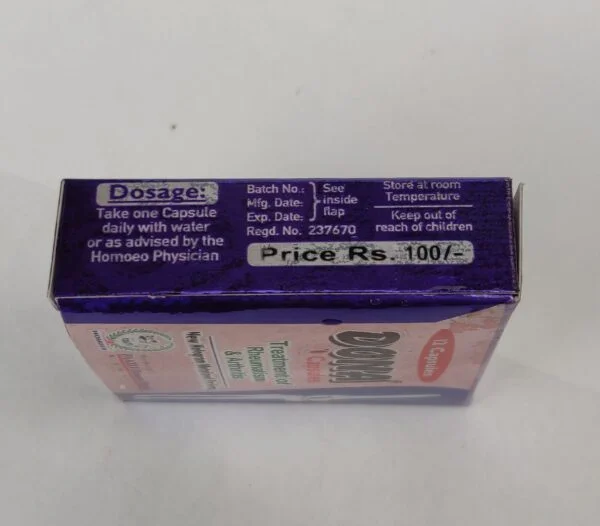 Dosage:
Take one Capsule
daily with water
or as advised by the
Homoeo Physician
Batch No.:
Mfg. Date:
Exp. Date:
See
inside
flap
Regd. No. 237670
Price Rs. 100/-
Store at room
Temperature
Keep out of
reach of children
12 Capsules
Capsules
Treatment of
Rheumatism
& Arthritis